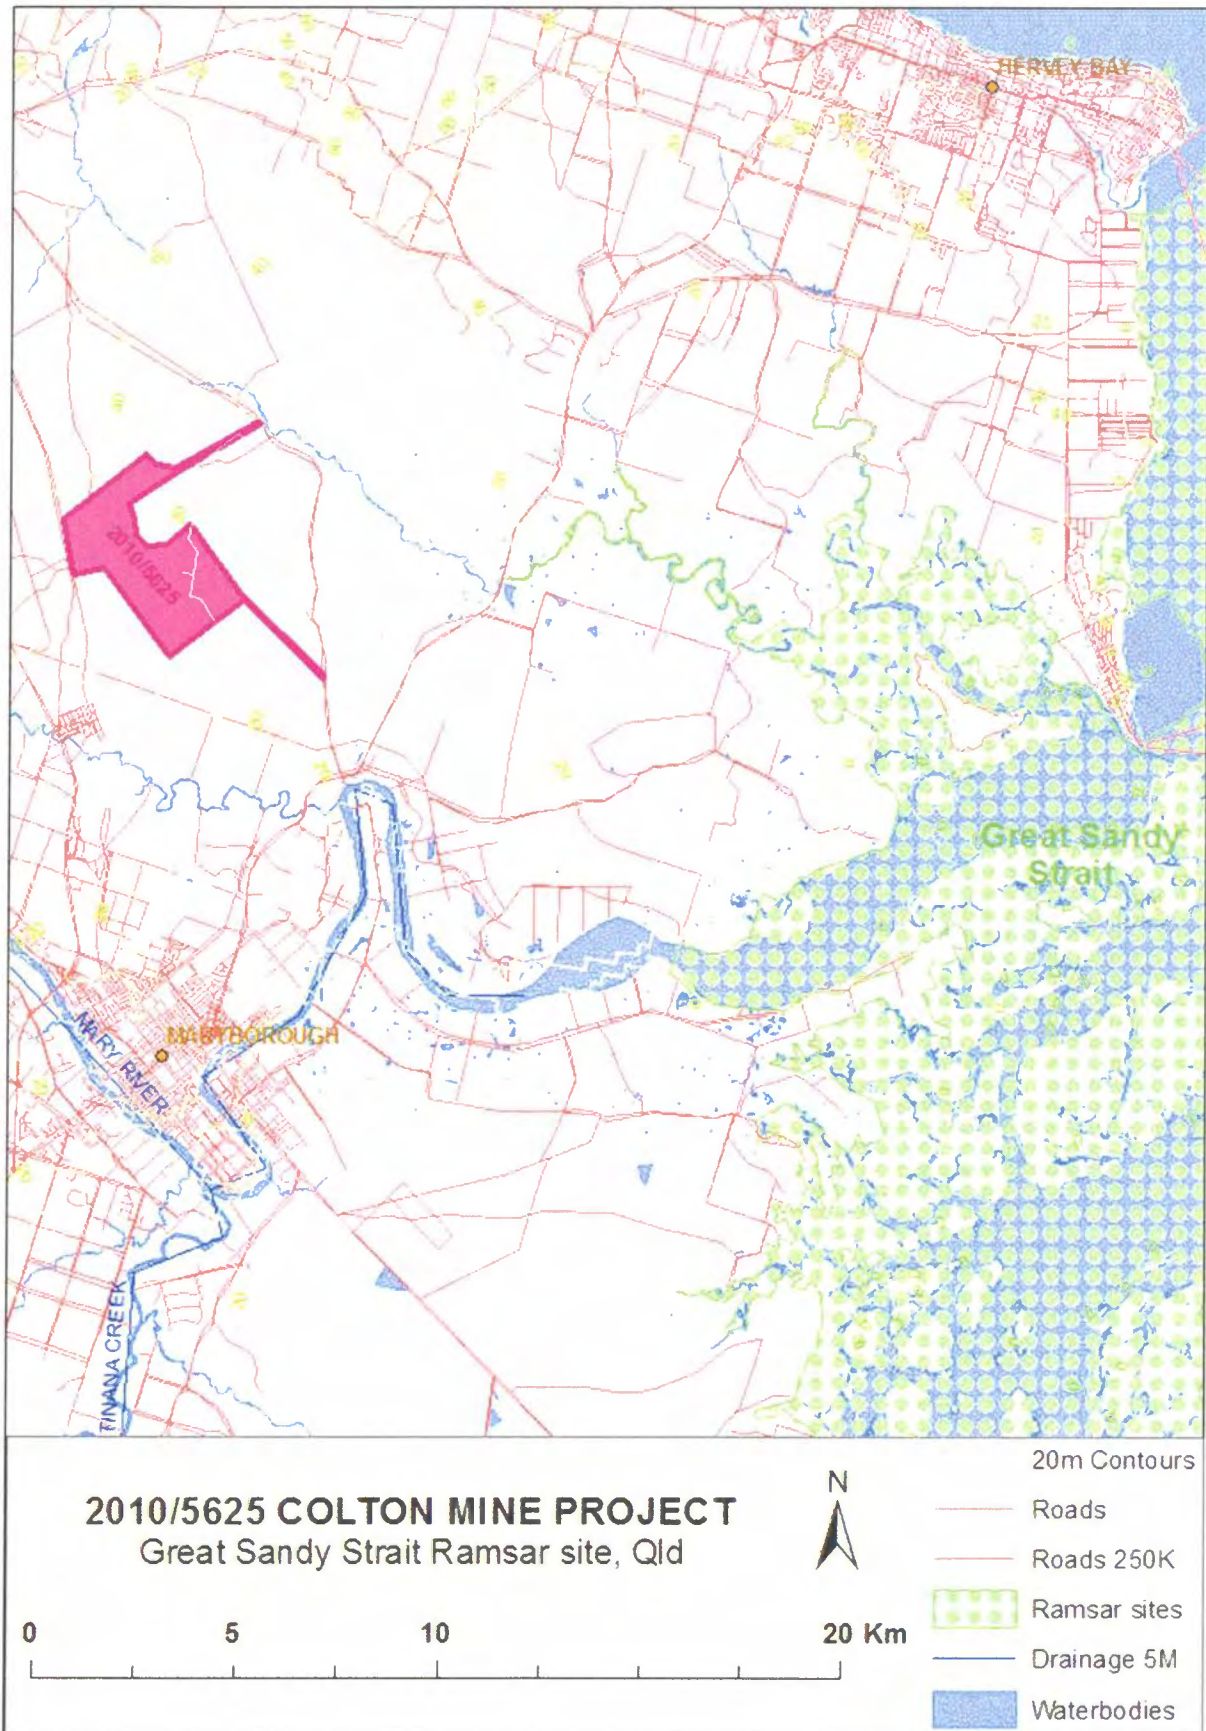 HERVEY BAY
2010/5625
Great Sandy
Strait
MARYBOROUGH
MARY RIVER
TINANA CREEK
2010/5625 COLTON MINE PROJECT
Great Sandy Strait Ramsar site, Qld
N
0 5 10 20 Km
20m Contours
Roads
Roads 250K
Ramsar sites
Drainage 5M
Waterbodies